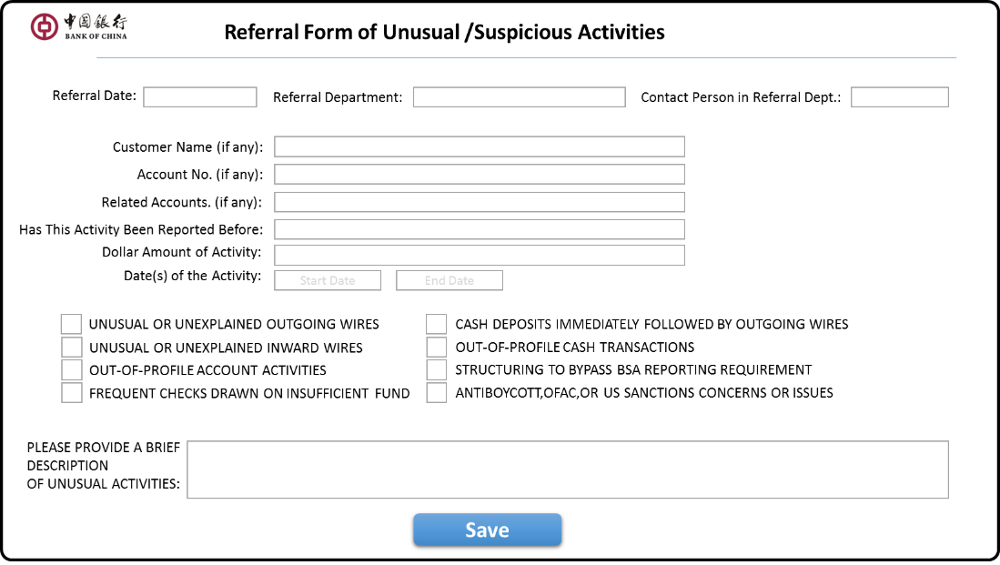 中国银行
BANK OF CHINA
Referral Form of Unusual /Suspicious Activities
Referral Date:
Referral Department:
Contact Person in Referral Dept.:
Customer Name (if any):
Account No. (if any):
Related Accounts. (if any):
Has This Activity Been Reported Before:
Dollar Amount of Activity:
Date(s) of the Activity:
Start Date
End Date
UNUSUAL OR UNEXPLAINED OUTGOING WIRES
CASH DEPOSITS IMMEDIATELY FOLLOWED BY OUTGOING WIRES
UNUSUAL OR UNEXPLAINED INWARD WIRES
OUT-OF-PROFILE CASH TRANSACTIONS
OUT-OF-PROFILE ACCOUNT ACTIVITIES
STRUCTURING TO BYPASS BSA REPORTING REQUIREMENT
FREQUENT CHECKS DRAWN ON INSUFFICIENT FUND
ANTIBOYCOTT,OFAC,OR US SANCTIONS CONCERNS OR ISSUES
PLEASE PROVIDE A BRIEF
DESCRIPTION
OF UNUSUAL ACTIVITIES:
Save